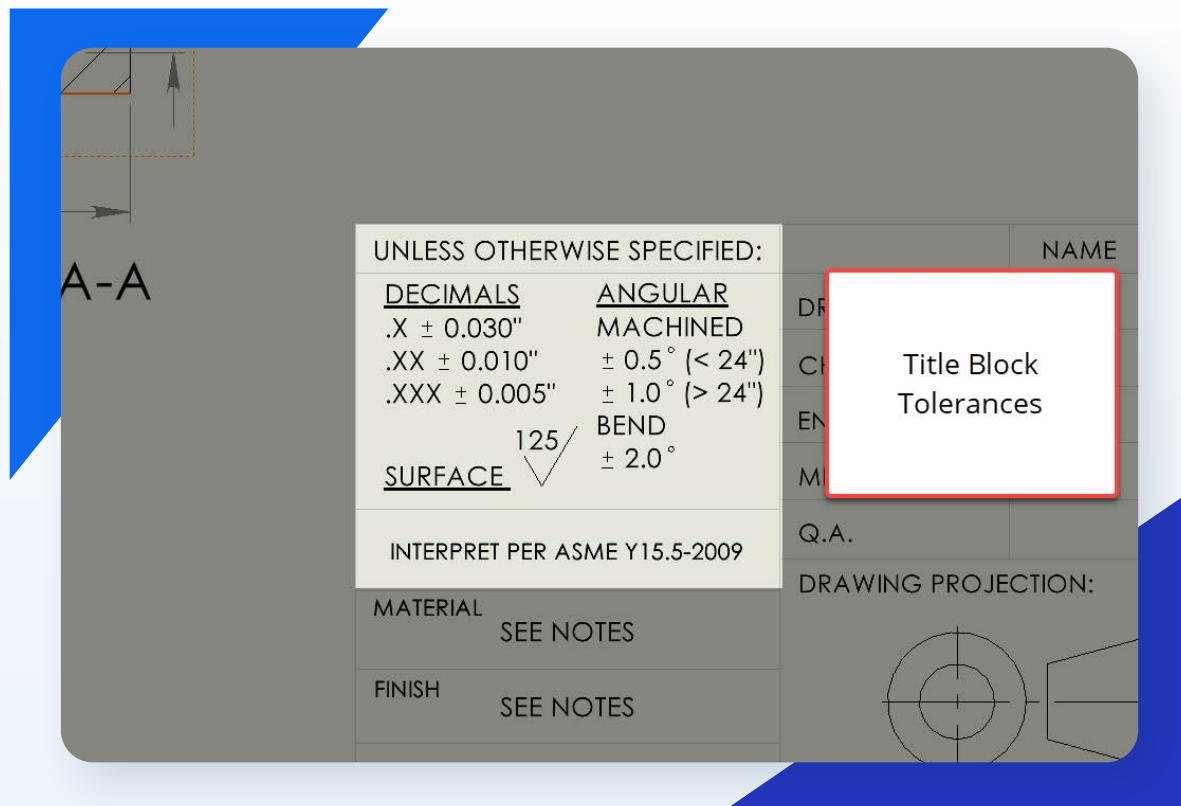 A-A
UNLESS OTHERWISE SPECIFIED:
DECIMALS
.X ± 0.030"
.XX ± 0.010"
.XXX ± 0.005"
SURFACE
125
ANGULAR
MACHINED
± 0.5° (< 24")
± 1.0° (> 24")
BEND
± 2.0°
INTERPRET PER ASME Y15.5-2009
MATERIAL
SEE NOTES
FINISH
SEE NOTES
NAME
Title Block
Tolerances
Q.A.
DRAWING PROJECTION: